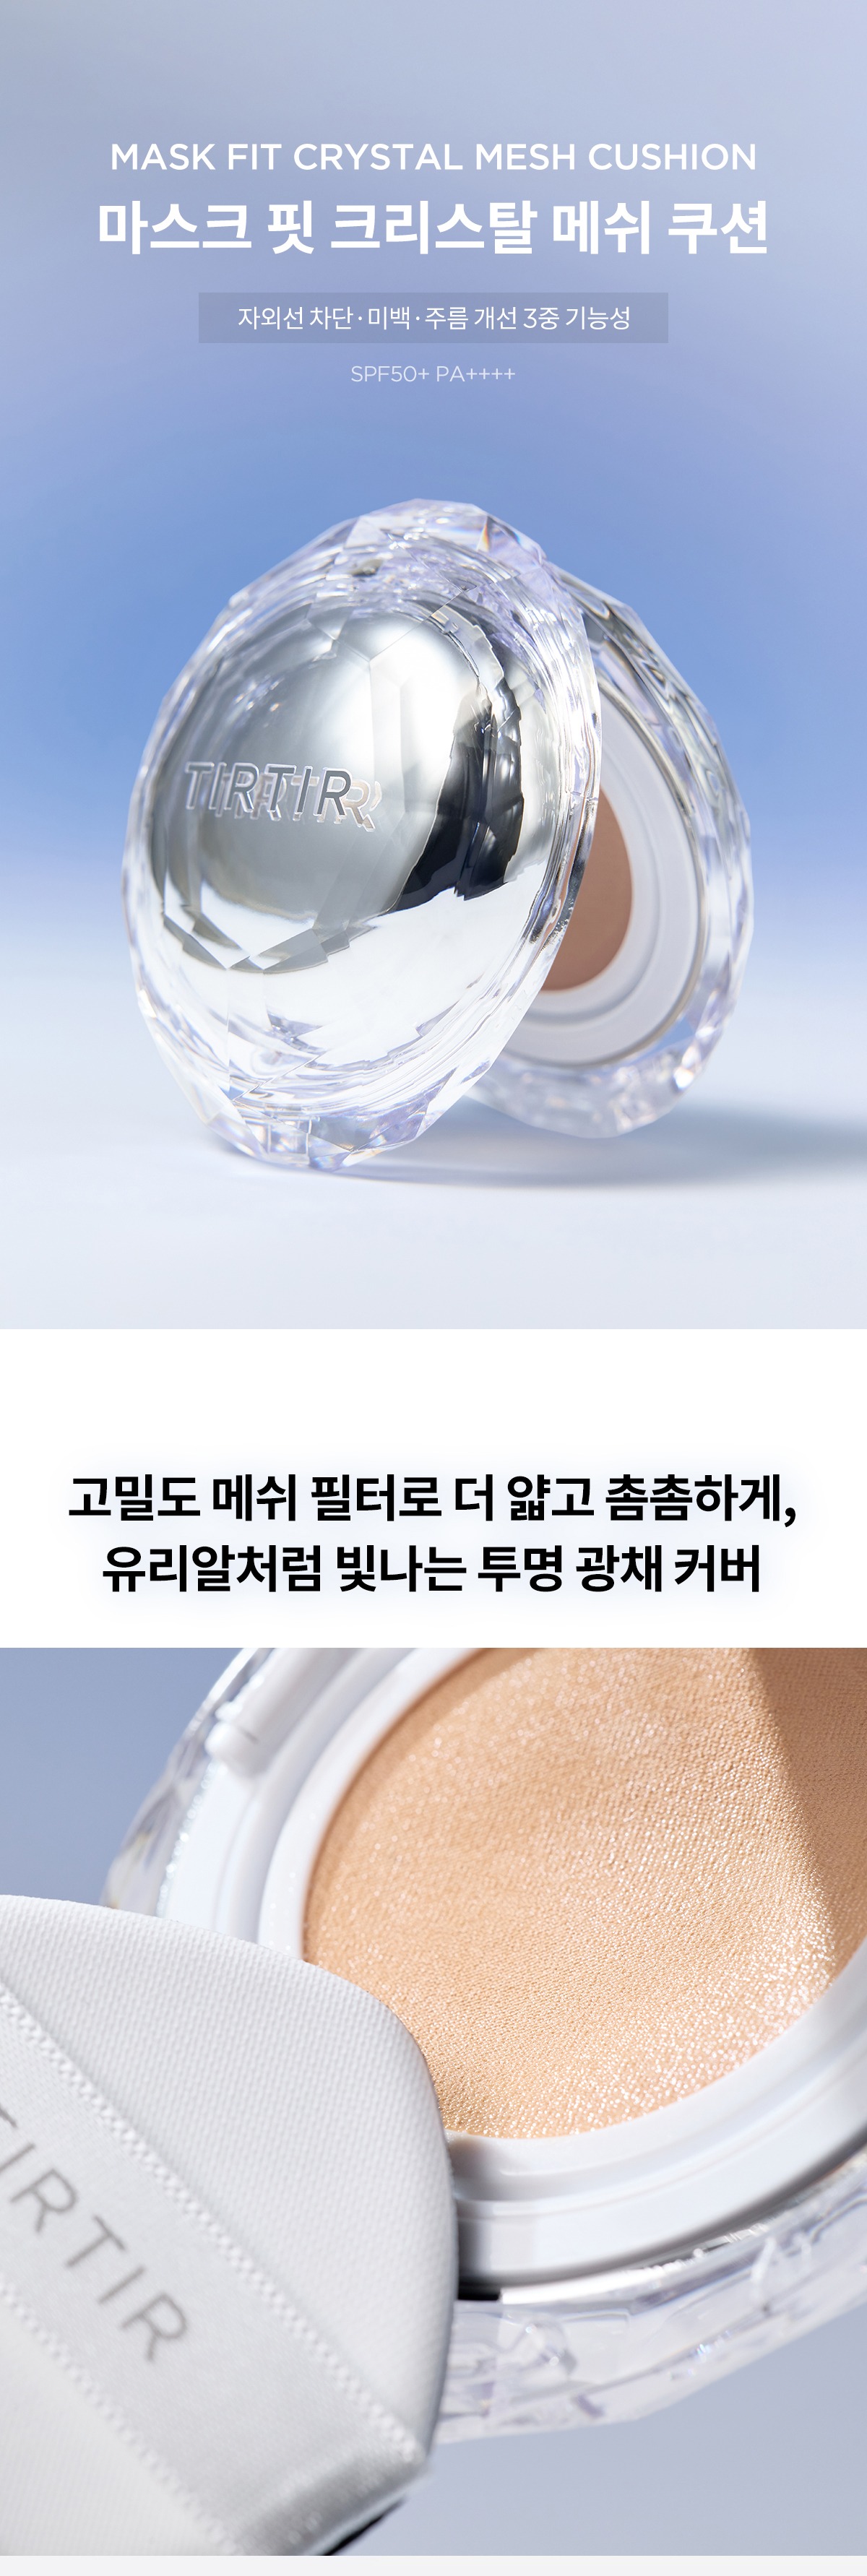 MASK FIT CRYSTAL MESH CUSHION
마스크 핏 크리스탈 메쉬 쿠션
자외선 차단·미백·주름 개선 3중 기능성
SPF50+ PA++++
TIRTIR
고밀도 메쉬 필터로 더 얇고 촘촘하게,
유리알처럼 빛나는 투명 광채 커버
TIRTIR